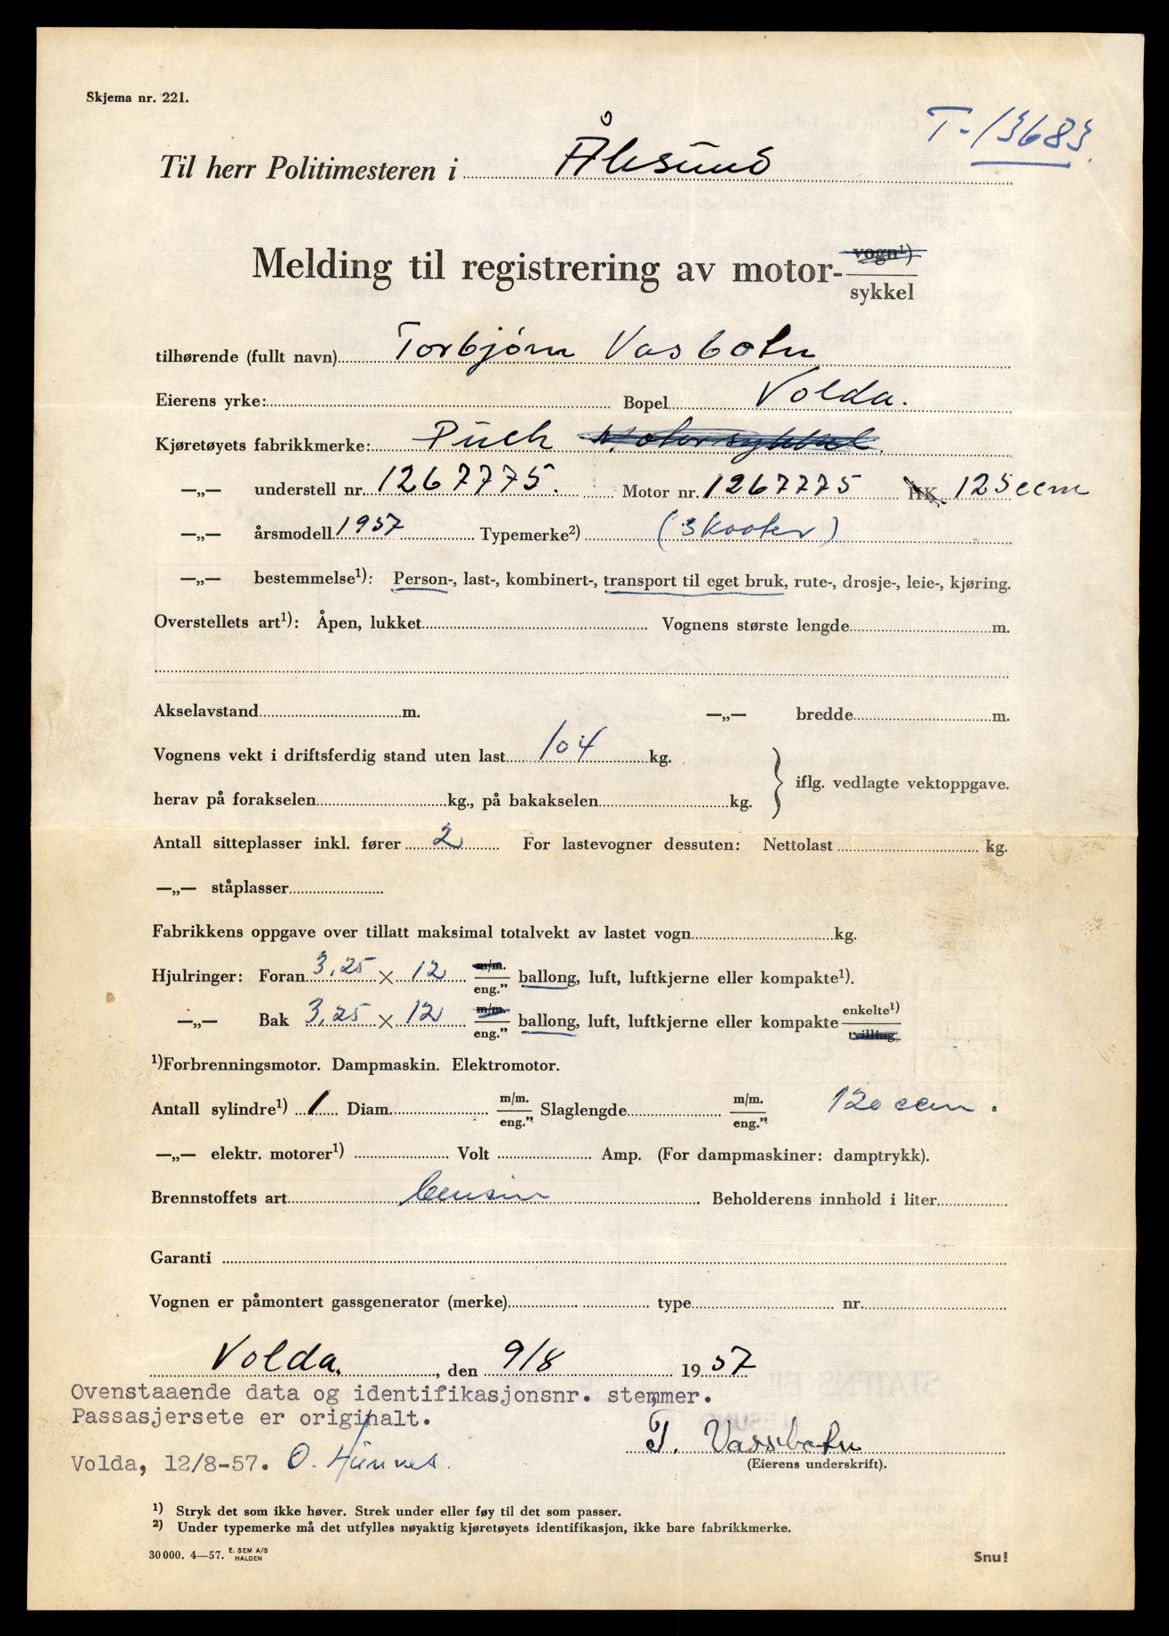 Skjema nr. 221.
T-13683.
Til herr Politimesteren i Ålesund
Melding til registrering av motor- vogn¹) sykkel
tilhørende (fullt navn) Torbjørn Vasbotn
Eierens yrke: Bopel Volda.
Kjøretøyets fabrikkmerke: Puch Motorsykkel.
—„— understell nr. 1267775. Motor nr. 1267775 HK. 125 ccm
—„— årsmodell 1957 Typemerke²) (Skooter)
—„— bestemmelse¹): Person-, last-, kombinert-, transport til eget bruk, rute-, drosje-, leie-, kjøring.
Overstellets art¹): Åpen, lukket Vognens største lengde m.
Akselavstand m. —„— bredde m.
Vognens vekt i driftsferdig stand uten last 104 kg.
iflg. vedlagte vektoppgave.
herav på forakselen kg., på bakakselen kg.
Antall sitteplasser inkl. fører 2 For lastevogner dessuten: Nettolast kg.
—„— ståplasser
Fabrikkens oppgave over tillatt maksimal totalvekt av lastet vogn kg.
Hjulringer: Foran 3,25 × 12 m/m. eng." ballong, luft, luftkjerne eller kompakte¹).
—„— Bak 3,25 × 12 m/m. eng." ballong, luft, luftkjerne eller kompakte enkelte¹) tvilling
¹)Forbrenningsmotor. Dampmaskin. Elektromotor.
Antall sylindre¹) 1 Diam. m/m. eng." Slaglengde m/m. eng." 120 ccm.
—„— elektr. motorer¹) Volt Amp. (For dampmaskiner: damptrykk).
Brennstoffets art bensin Beholderens innhold i liter
Garanti
Vognen er påmontert gassgenerator (merke) type nr.
Volda. , den 9/8 1957
Ovenstaaende data og identifikasjonsnr. stemmer.
Passasjersete er originalt.
T. Vassbotn
Volda, 12/8-57. O.
(Eierens underskrift).
¹) Stryk det som ikke høver. Strek under eller føy til det som passer.
²) Under typemerke må det utfylles nøyaktig kjøretøyets identifikasjon, ikke bare fabrikkmerke.
30000. 4—57. E. SEM A/S HALDEN
Snu!